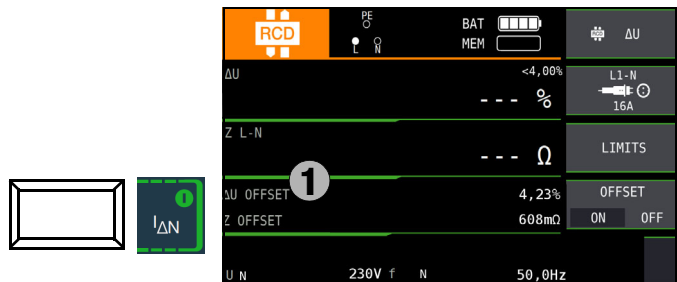 RCD
PE
L N
BAT
MEM
ΔU
ΔU
<4,00%
--- %
L1-N
16A
Z L-N
--- Ω
LIMITS
1
ΔU OFFSET 4,23%
Z OFFSET 608mΩ
OFFSET
ON OFF
I
IΔN
U N 230V f N 50,0Hz